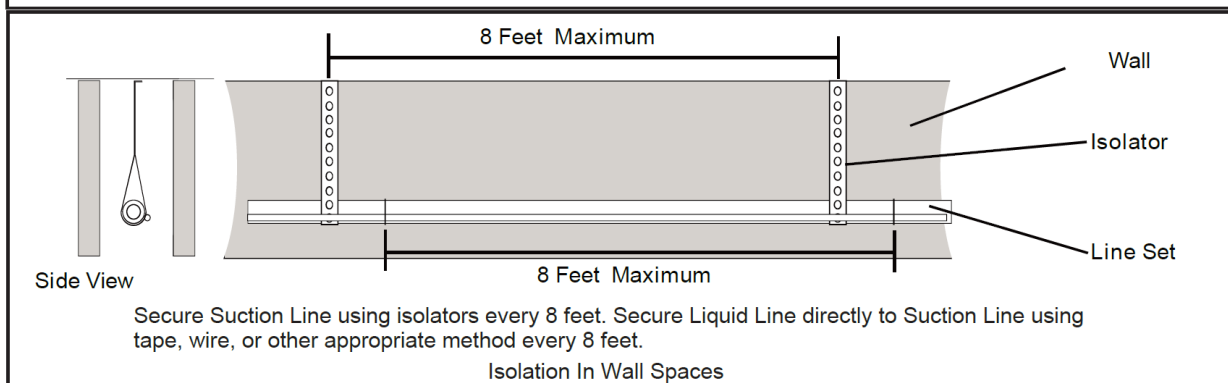 8 Feet Maximum
Wall
Isolator
Line Set
8 Feet Maximum
Side View
Secure Suction Line using isolators every 8 feet. Secure Liquid Line directly to Suction Line using
tape, wire, or other appropriate method every 8 feet.
Isolation In Wall Spaces